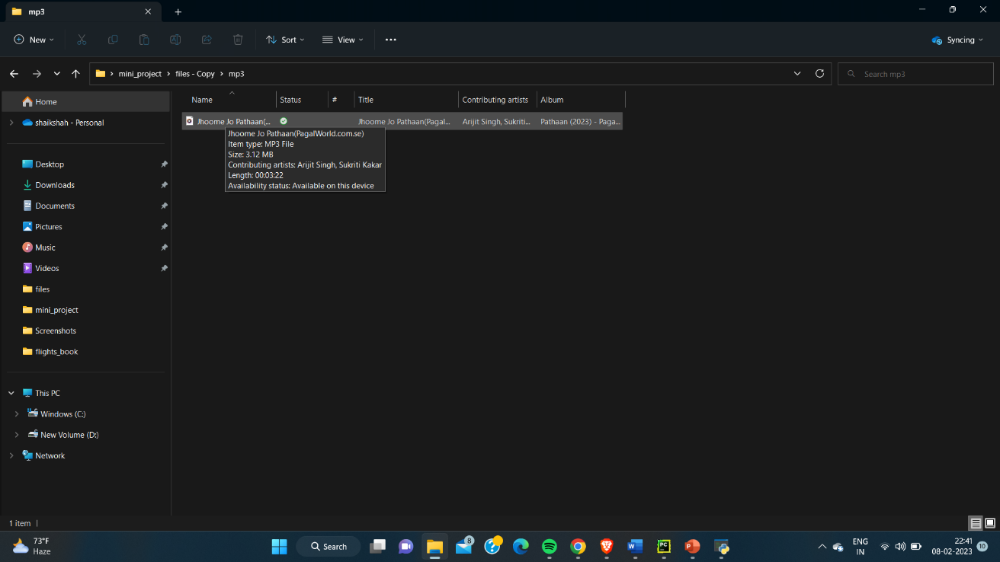 mp3
New
Sort
View
Syncing
mini_project
files - Copy
mp3
Search mp3
Name
Status
#
Title
Contributing artists
Album
Home
shaikshah - Personal
Desktop
Downloads
Documents
Pictures
Music
Videos
files
mini_project
Screenshots
flights_book
This PC
Windows (C:)
New Volume (D:)
Network
Jhoome Jo Pathaan(...
Jhoome Jo Pathaan(Pagal...
Arijit Singh, Sukriti...
Pathaan (2023) - Paga...
Jhoome Jo Pathaan(PagalWorld.com.se)
Item type: MP3 File
Size: 3.12 MB
Contributing artists: Arijit Singh, Sukriti Kakar
Length: 00:03:22
Availability status: Available on this device
1 item
73°F
Haze
Search
8
PC
ENG
IN
22:41
08-02-2023
10